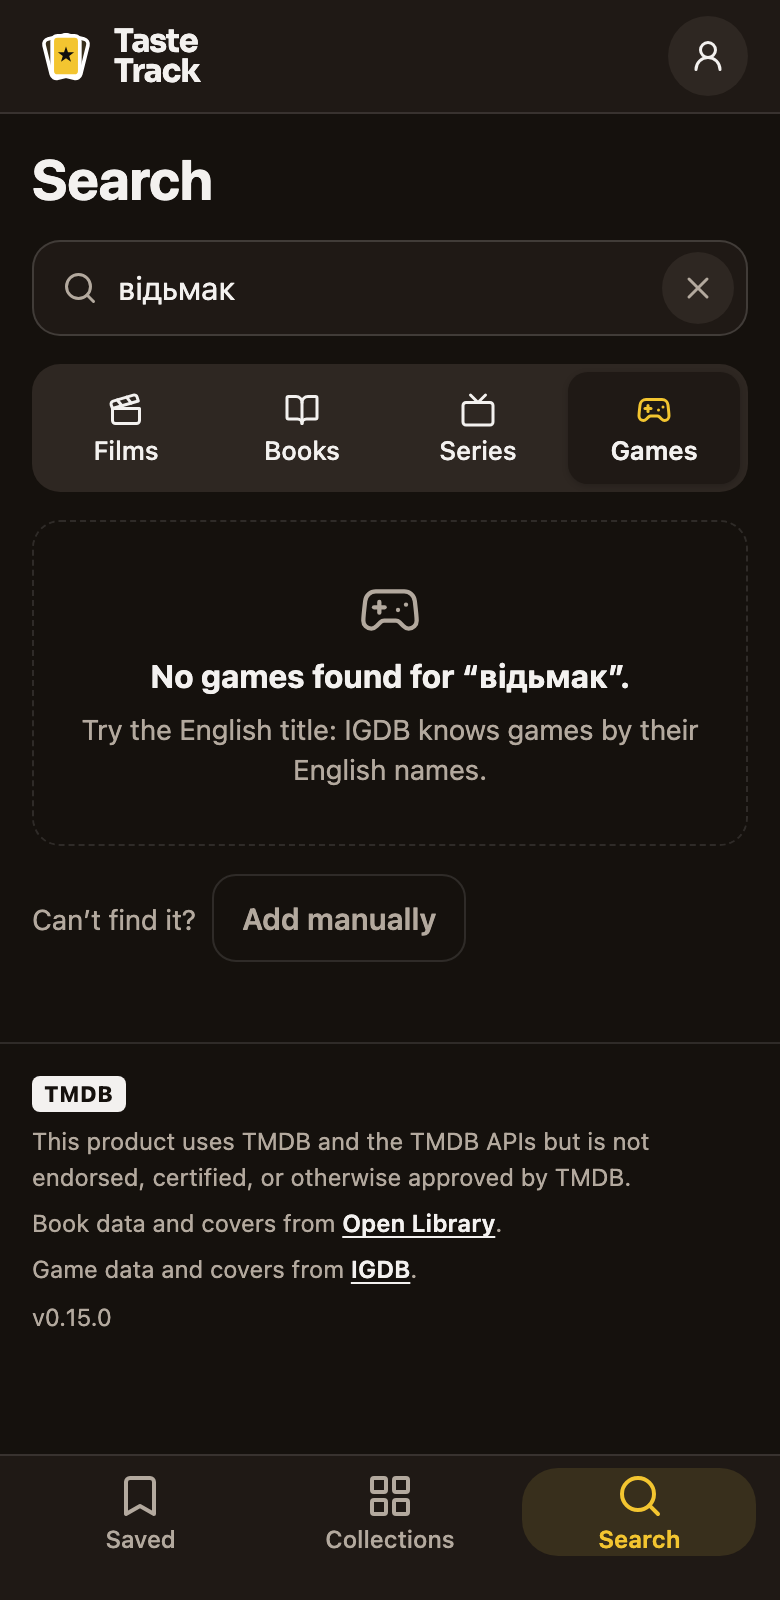 Taste
Track
Search
відьмак
Films
Books
Series
Games
No games found for “відьмак”.
Try the English title: IGDB knows games by their
English names.
Can’t find it?
Add manually
TMDB
This product uses TMDB and the TMDB APIs but is not
endorsed, certified, or otherwise approved by TMDB.
Book data and covers from Open Library.
Game data and covers from IGDB.
v0.15.0
Saved
Collections
Search